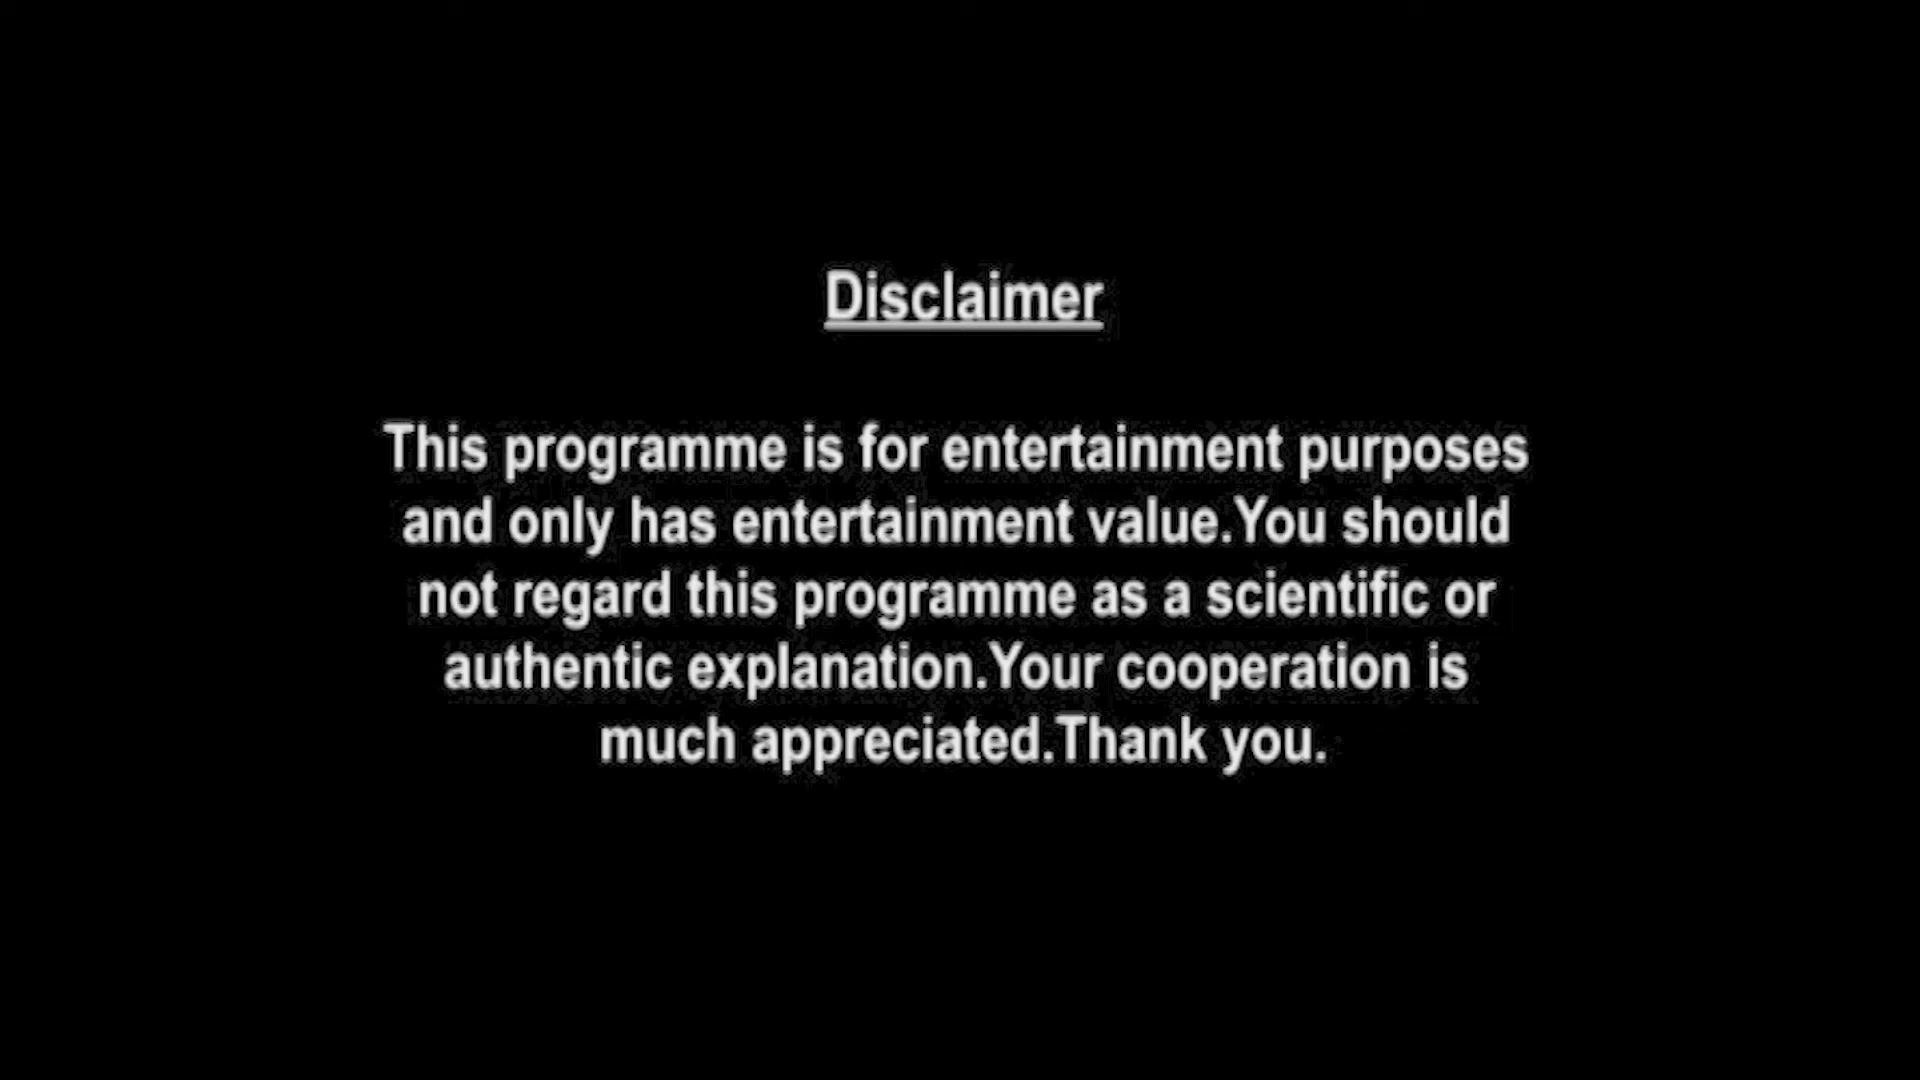 Disclaimer
This programme is for entertainment purposes
and only has entertainment value.You should
not regard this programme as a scientific or
authentic explanation.Your cooperation is
much appreciated.Thank you.